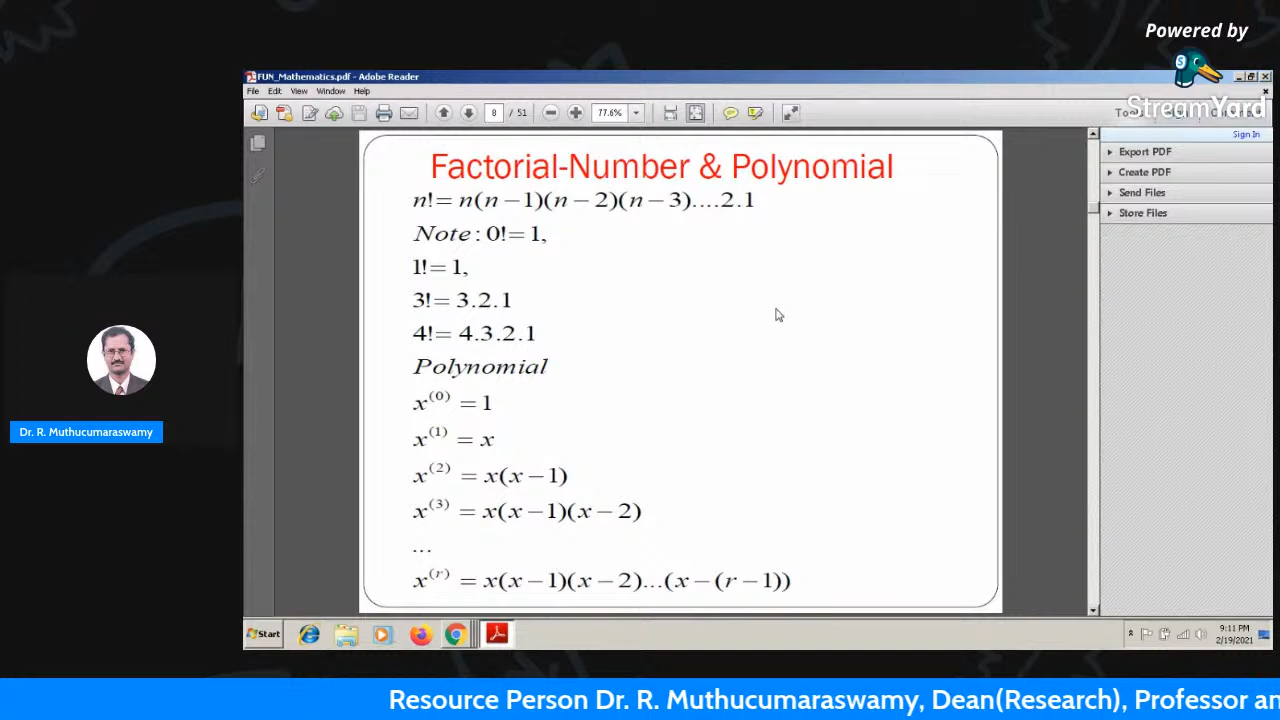 Powered by
StreamYard
FUN_Mathematics.pdf - Adobe Reader
File Edit View Window Help
8 / 51 77.6%
Sign In
Export PDF
Create PDF
Send Files
Store Files
Factorial-Number & Polynomial
n!= n(n−1)(n−2)(n−3)....2.1
Note: 0!= 1,
1!= 1,
3!= 3.2.1
4!= 4.3.2.1
Polynomial
x⁽⁰⁾ = 1
x⁽¹⁾ = x
x⁽²⁾ = x(x−1)
x⁽³⁾ = x(x−1)(x−2)
...
x⁽ʳ⁾ = x(x−1)(x−2)...(x−(r−1))
Dr. R. Muthucumaraswamy
Start
9:11 PM
2/19/2021
Resource Person Dr. R. Muthucumaraswamy, Dean(Research), Professor an